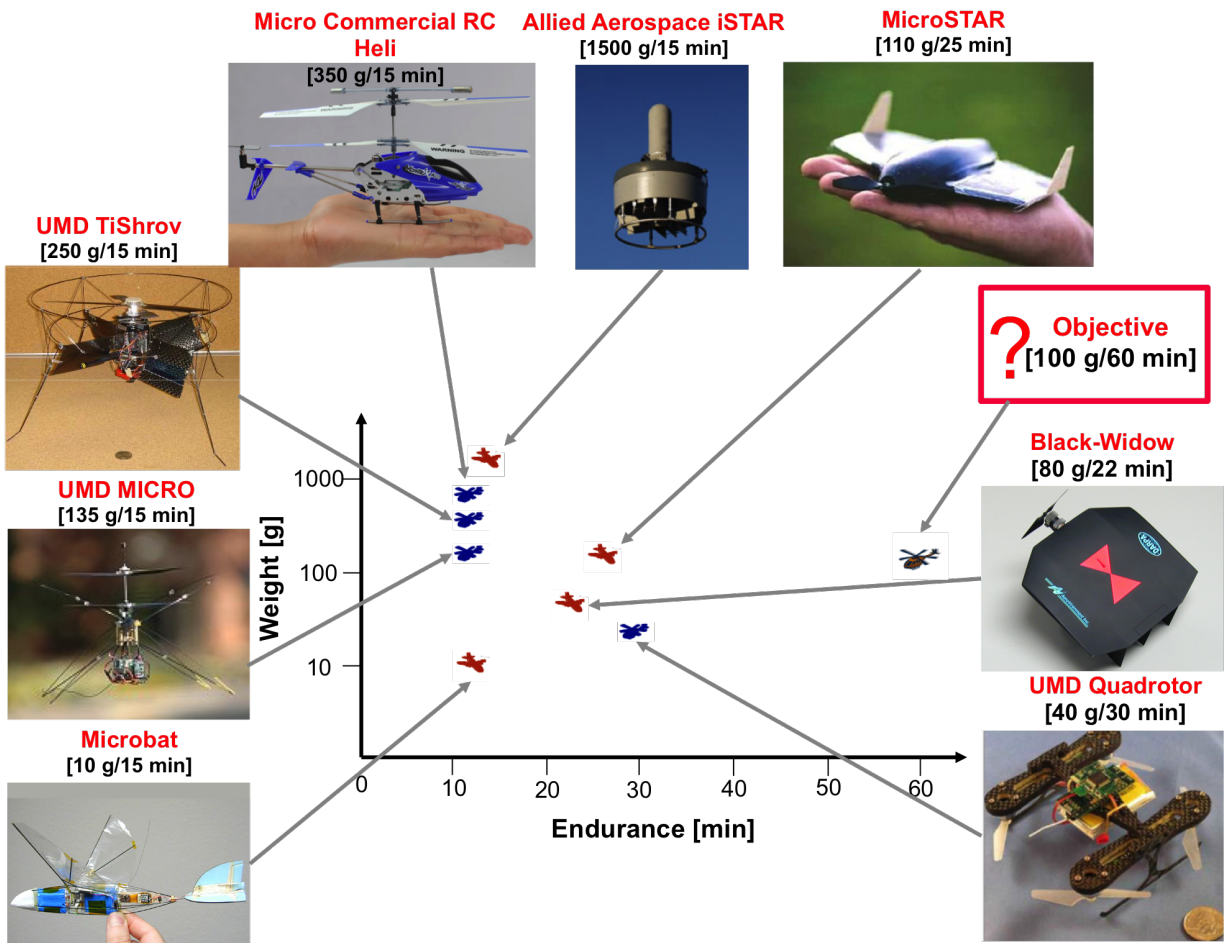 Micro Commercial RC
Heli
[350 g/15 min]
Allied Aerospace iSTAR
[1500 g/15 min]
MicroSTAR
[110 g/25 min]
WARNING
WARNING
UMD TiShrov
[250 g/15 min]
? Objective
[100 g/60 min]
Black-Widow
[80 g/22 min]
DARPA
UMD MICRO
[135 g/15 min]
Weight [g]
1000
100
10
0
10
20
30
40
50
60
Endurance [min]
UMD Quadrotor
[40 g/30 min]
Microbat
[10 g/15 min]